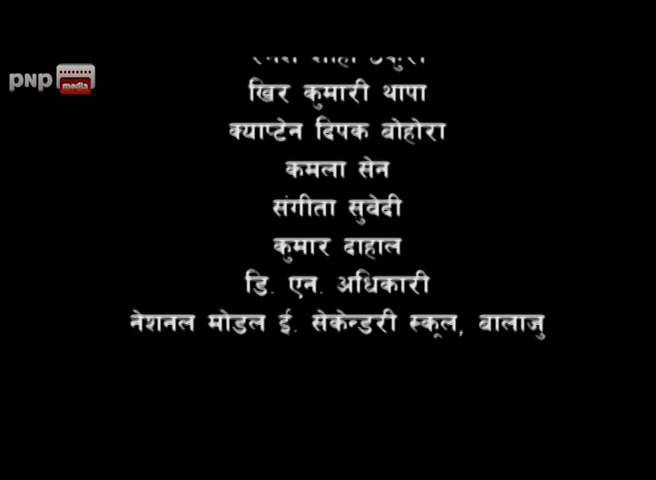 pnp media
खिर कुमारी थापा
क्याप्टेन दिपक बोहोरा
कमला सेन
संगीता सुवेदी
कुमार दाहाल
डि. एन. अधिकारी
नेशनल मोडल ई. सेकेन्डरी स्कूल, बालाजु